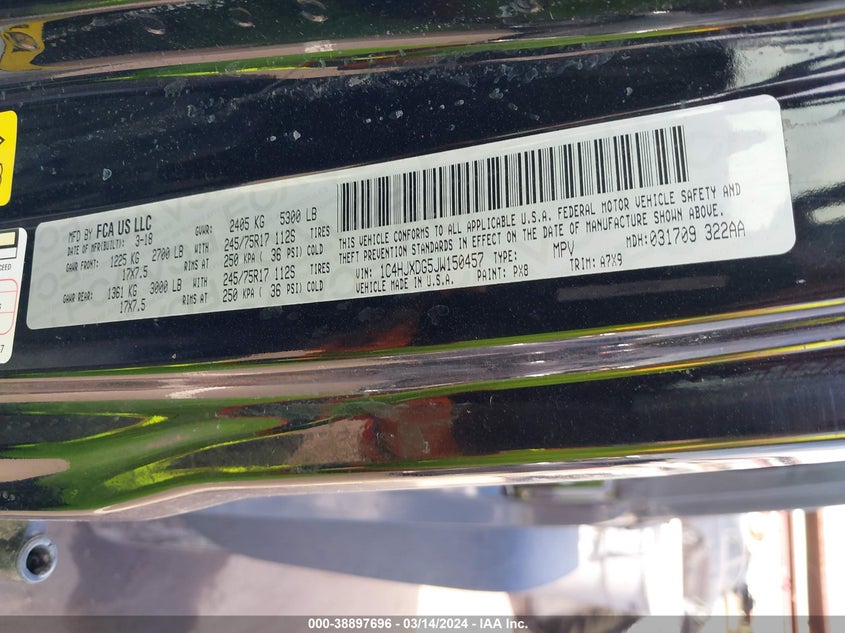 MFD BY FCA US LLC
DATE OF MFR(BUILT): 3-18 GVWR: 2405 KG 5300 LB
GAWR FRONT: 1225 KG 2700 LB WITH 245/75R17 112S TIRES
17X7.5 RIMS AT 250 KPA ( 36 PSI) COLD
GAWR REAR: 1361 KG 3000 LB WITH 245/75R17 112S TIRES
17X7.5 RIMS AT 250 KPA ( 36 PSI) COLD
THIS VEHICLE CONFORMS TO ALL APPLICABLE U.S.A. FEDERAL MOTOR VEHICLE SAFETY AND
THEFT PREVENTION STANDARDS IN EFFECT ON THE DATE OF MANUFACTURE SHOWN ABOVE.
VIN: 1C4HJXDG5JW150457 TYPE: MPV MDH: 031709 322AA
VEHICLE MADE IN U.S.A. PAINT: PX8 TRIM: A7X9
000-38897696 - 03/14/2024 - IAA Inc.